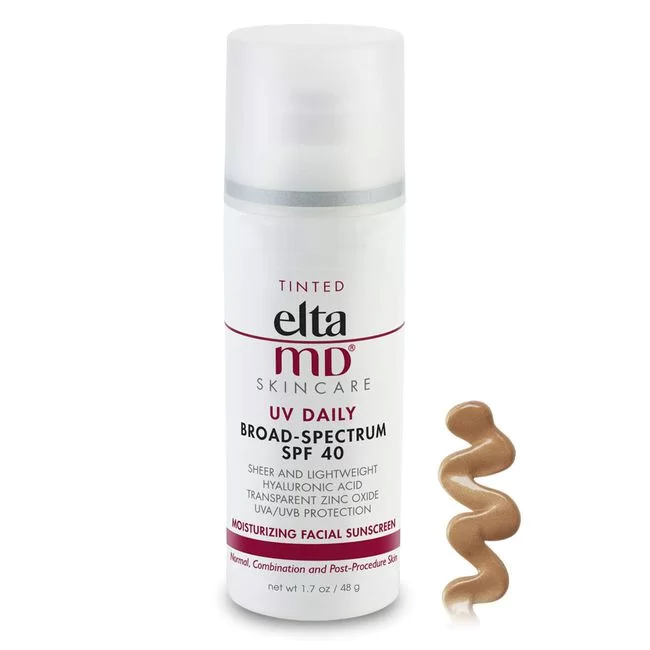 TINTED
elta
MD®
SKINCARE
UV DAILY
BROAD-SPECTRUM
SPF 40
SHEER AND LIGHTWEIGHT
HYALURONIC ACID
TRANSPARENT ZINC OXIDE
UVA/UVB PROTECTION
MOISTURIZING FACIAL SUNSCREEN
Normal, Combination and Post-Procedure Skin
net wt 1.7 oz / 48 g